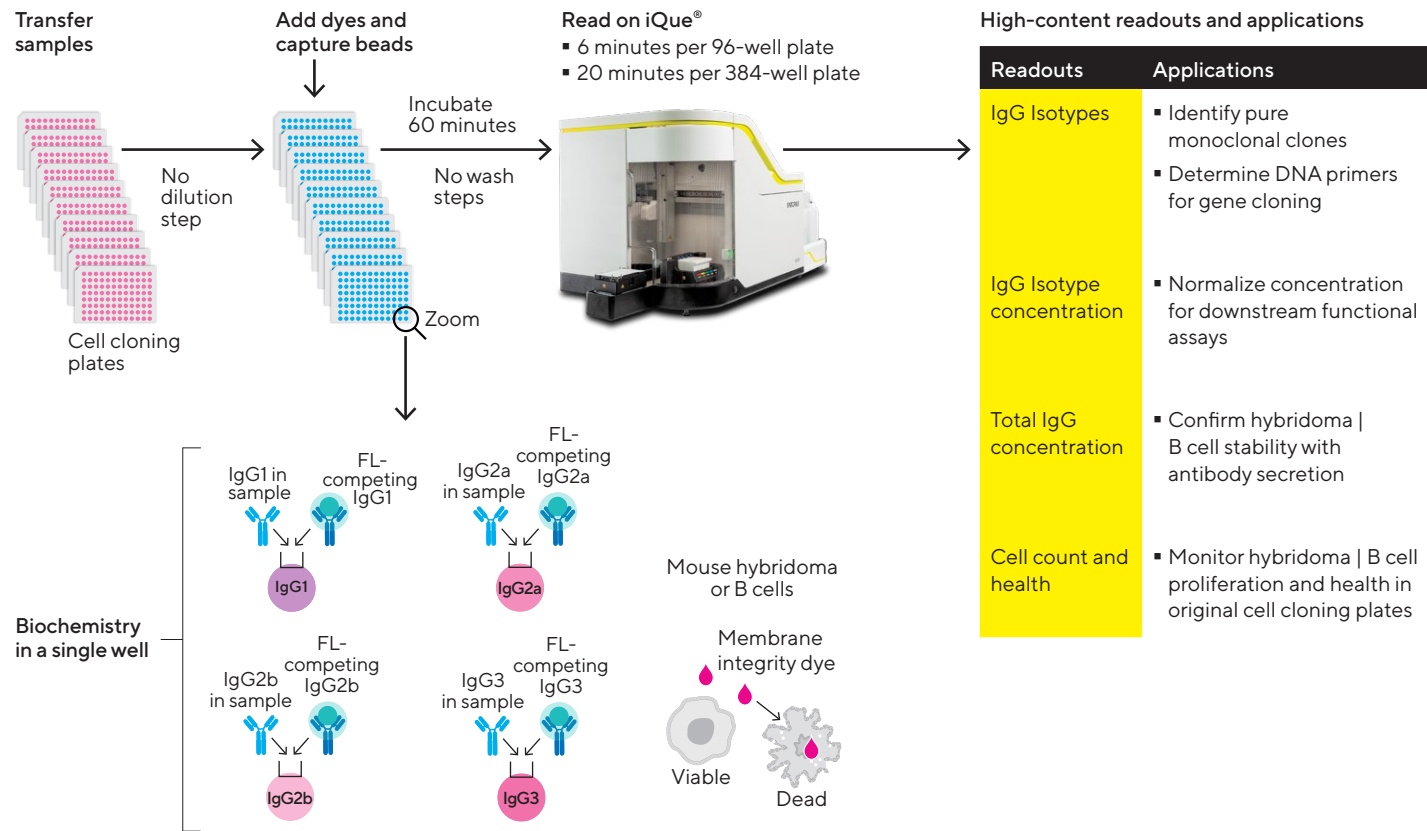 Transfer
samples
Add dyes and
capture beads
Read on iQue®
▪ 6 minutes per 96-well plate
▪ 20 minutes per 384-well plate
High-content readouts and applications
No
dilution
step
Incubate
60 minutes
No wash
steps
Cell cloning
plates
Zoom
Readouts
Applications
IgG Isotypes
▪ Identify pure
monoclonal clones
▪ Determine DNA primers
for gene cloning
IgG Isotype
concentration
▪ Normalize concentration
for downstream functional
assays
Total IgG
concentration
▪ Confirm hybridoma |
B cell stability with
antibody secretion
Cell count and
health
▪ Monitor hybridoma | B cell
proliferation and health in
original cell cloning plates
Biochemistry
in a single well
IgG1 in
sample
FL-
competing
IgG1
IgG1
IgG2a
in sample
FL-
competing
IgG2a
IgG2a
IgG2b
in sample
FL-
competing
IgG2b
IgG2b
IgG3
in sample
FL-
competing
IgG3
IgG3
Mouse hybridoma
or B cells
Membrane
integrity dye
Viable
Dead